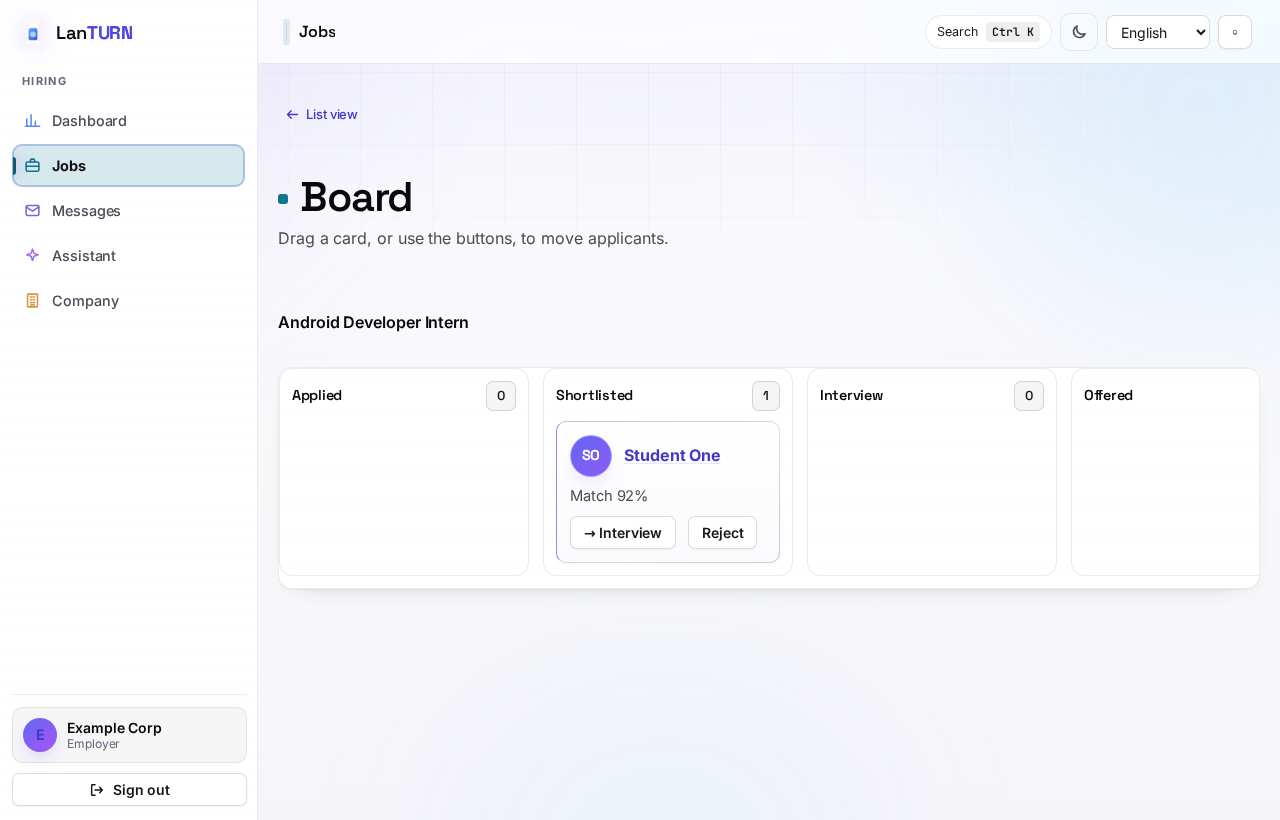 LanTURN
HIRING
Dashboard
Jobs
Messages
Assistant
Company
Example Corp
E
Employer
Sign out
Jobs
Search Ctrl K
English
List view
Board
Drag a card, or use the buttons, to move applicants.
Android Developer Intern
Applied 0
Shortlisted 1
SO Student One
Match 92%
→ Interview Reject
Interview 0
Offered